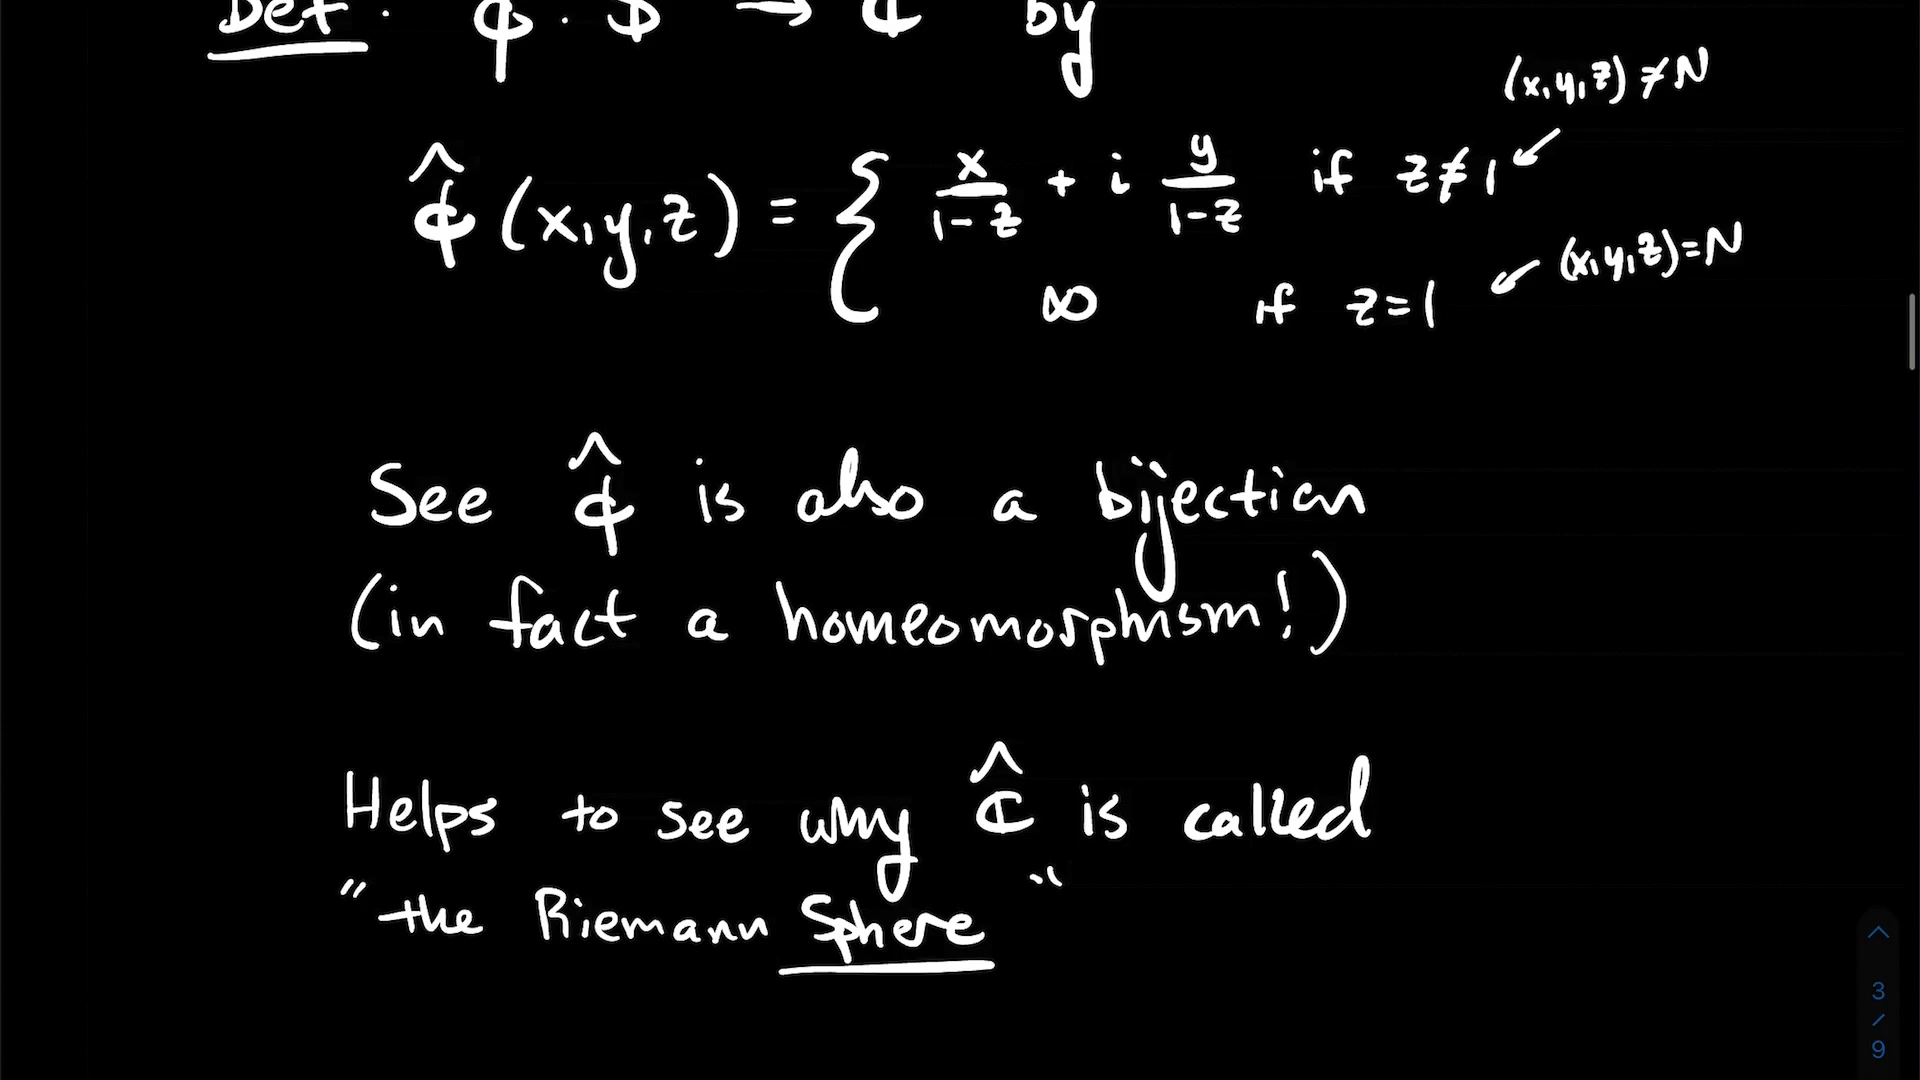 Def: φ̂ : S → Ĉ by
(x,y,z) ≠ N
φ̂(x,y,z) = { x/(1-z) + i y/(1-z) if z≠1
∞ if z=1
(x,y,z)=N
See φ̂ is also a bijection
(in fact a homeomorphism!)
Helps to see why Ĉ is called
"the Riemann Sphere"
3
/
9